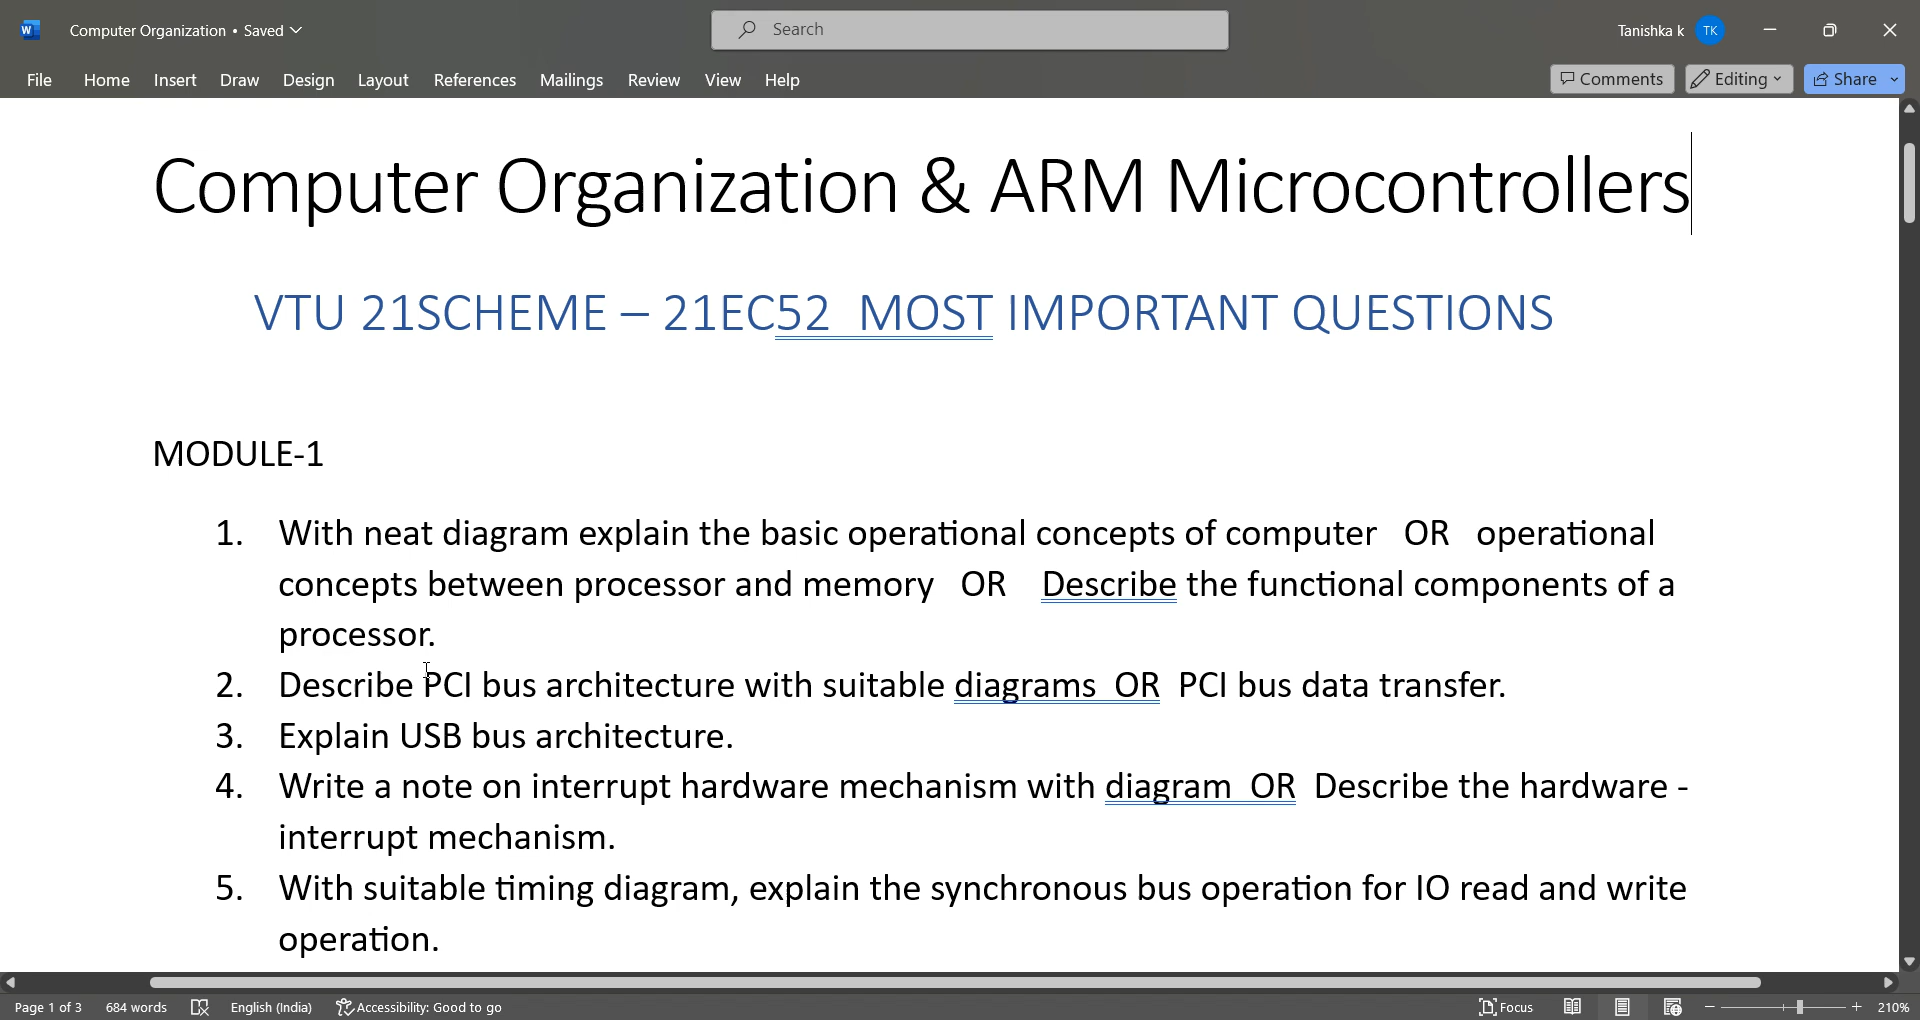 Computer Organization • Saved
Search
Tanishka k
TK
File Home Insert Draw Design Layout References Mailings Review View Help
Comments
Editing
Share
Computer Organization & ARM Microcontrollers
VTU 21SCHEME – 21EC52 MOST IMPORTANT QUESTIONS
MODULE-1
1. With neat diagram explain the basic operational concepts of computer OR operational
concepts between processor and memory OR Describe the functional components of a
processor.
2. Describe PCI bus architecture with suitable diagrams OR PCI bus data transfer.
3. Explain USB bus architecture.
4. Write a note on interrupt hardware mechanism with diagram OR Describe the hardware -
interrupt mechanism.
5. With suitable timing diagram, explain the synchronous bus operation for IO read and write
operation.
Page 1 of 3 684 words English (India) Accessibility: Good to go
Focus
210%